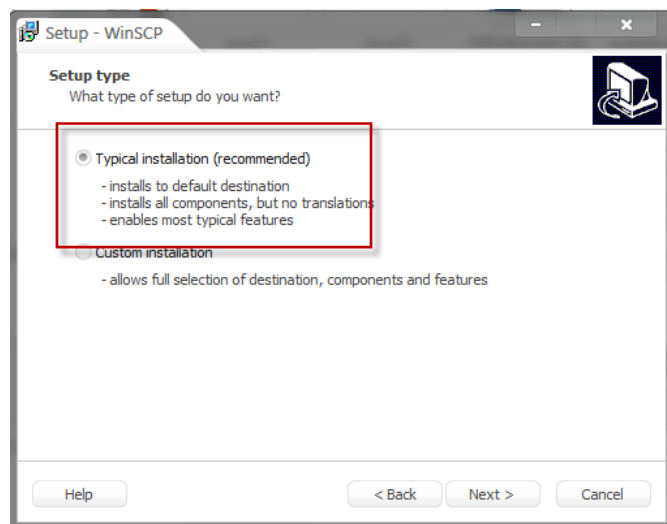 Setup - WinSCP
Setup type
What type of setup do you want?
Typical installation (recommended)
- installs to default destination
- installs all components, but no translations
- enables most typical features
Custom installation
- allows full selection of destination, components and features
Help
< Back
Next >
Cancel